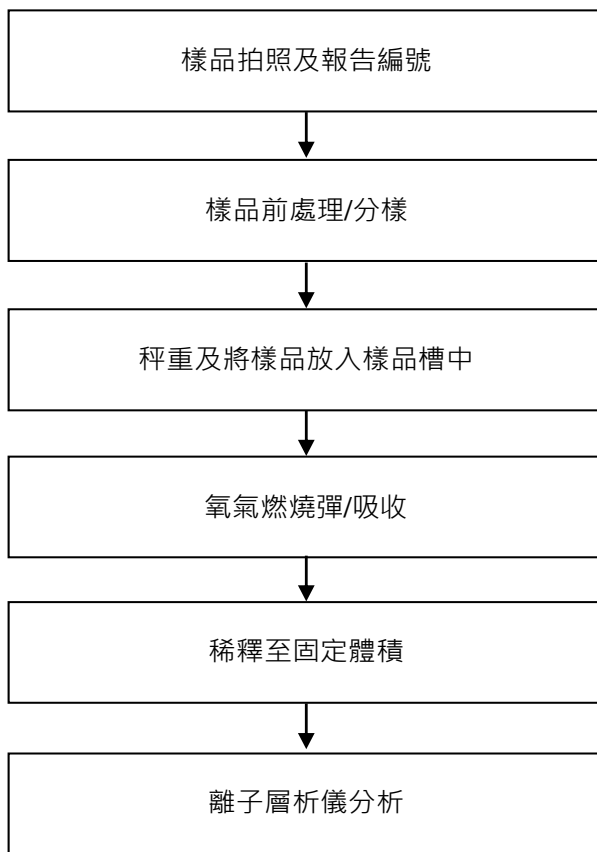 樣品拍照及報告編號
樣品前處理/分樣
秤重及將樣品放入樣品槽中
氧氣燃燒彈/吸收
稀釋至固定體積
離子層析儀分析